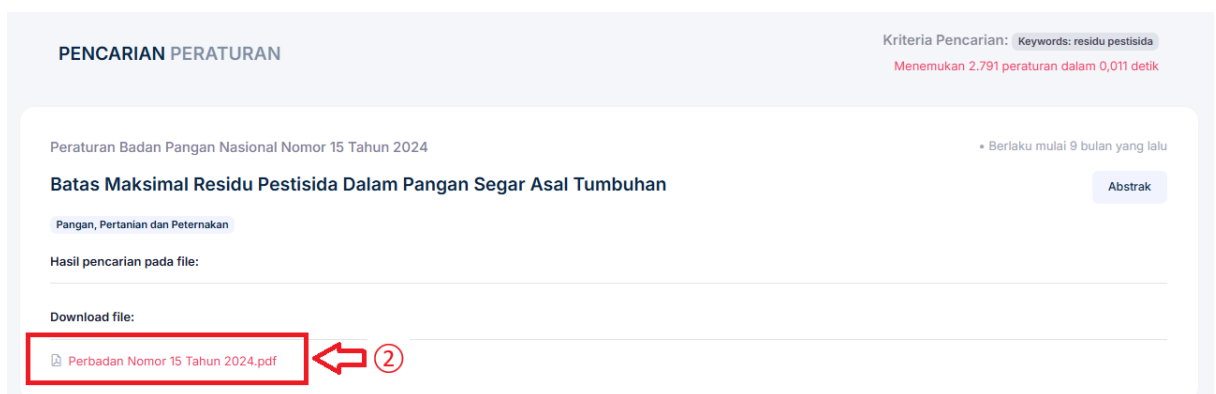 PENCARIAN PERATURAN
Kriteria Pencarian: Keywords: residu pestisida
Menemukan 2.791 peraturan dalam 0,011 detik
Peraturan Badan Pangan Nasional Nomor 15 Tahun 2024
• Berlaku mulai 9 bulan yang lalu
Batas Maksimal Residu Pestisida Dalam Pangan Segar Asal Tumbuhan
Abstrak
Pangan, Pertanian dan Peternakan
Hasil pencarian pada file:
Download file:
Perbadan Nomor 15 Tahun 2024.pdf
②